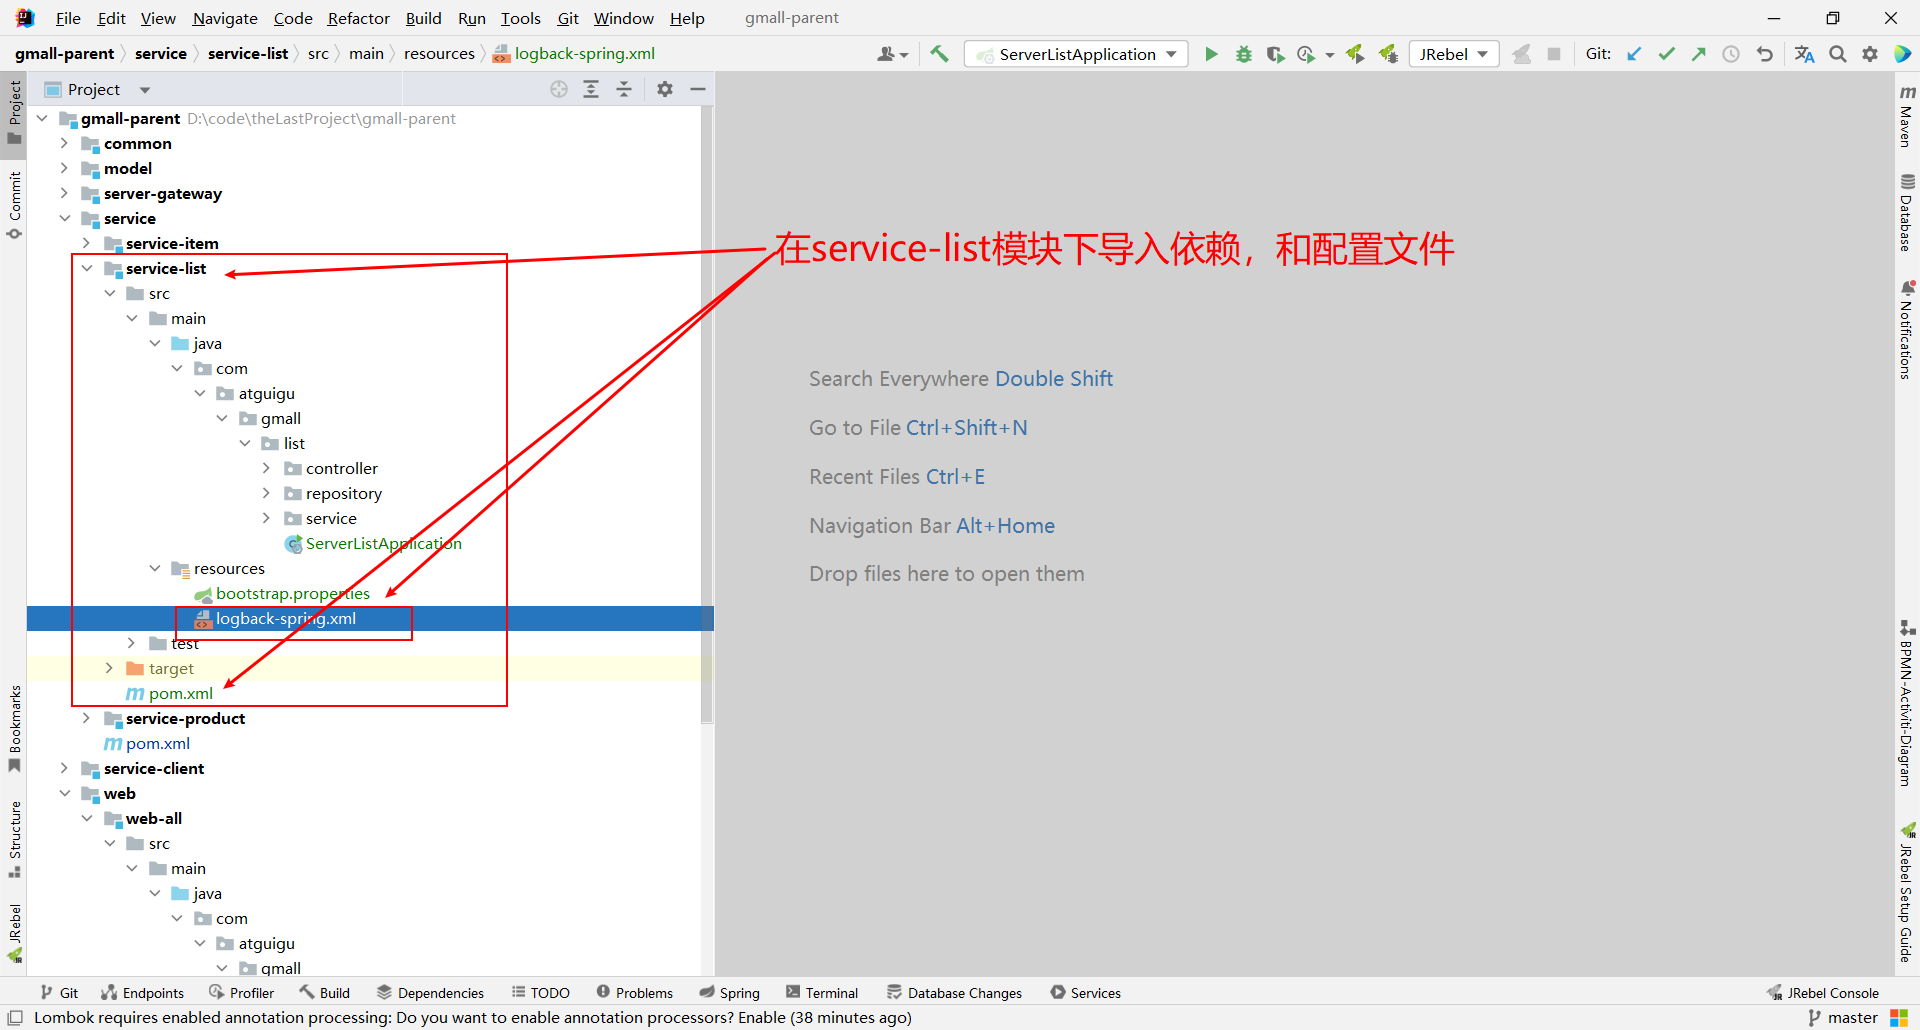 File Edit View Navigate Code Refactor Build Run Tools Git Window Help gmall-parent
gmall-parent service service-list src main resources logback-spring.xml ServerListApplication JRebel Git:
Project
gmall-parent D:\code\theLastProject\gmall-parent
common
model
server-gateway
service
service-item
service-list
src
main
java
com
atguigu
gmall
list
controller
repository
service
ServerListApplication
resources
bootstrap.properties
logback-spring.xml
test
target
pom.xml
service-product
pom.xml
service-client
web
web-all
src
main
java
com
atguigu
gmall
在service-list模块下导入依赖，和配置文件
Search Everywhere Double Shift
Go to File Ctrl+Shift+N
Recent Files Ctrl+E
Navigation Bar Alt+Home
Drop files here to open them
Project
Commit
Bookmarks
Structure
JRebel
Maven
Database
Notifications
BPMN-Activiti-Diagram
JRebel Setup Guide
Git Endpoints Profiler Build Dependencies TODO Problems Spring Terminal Database Changes Services JRebel Console
Lombok requires enabled annotation processing: Do you want to enable annotation processors? Enable (38 minutes ago) master